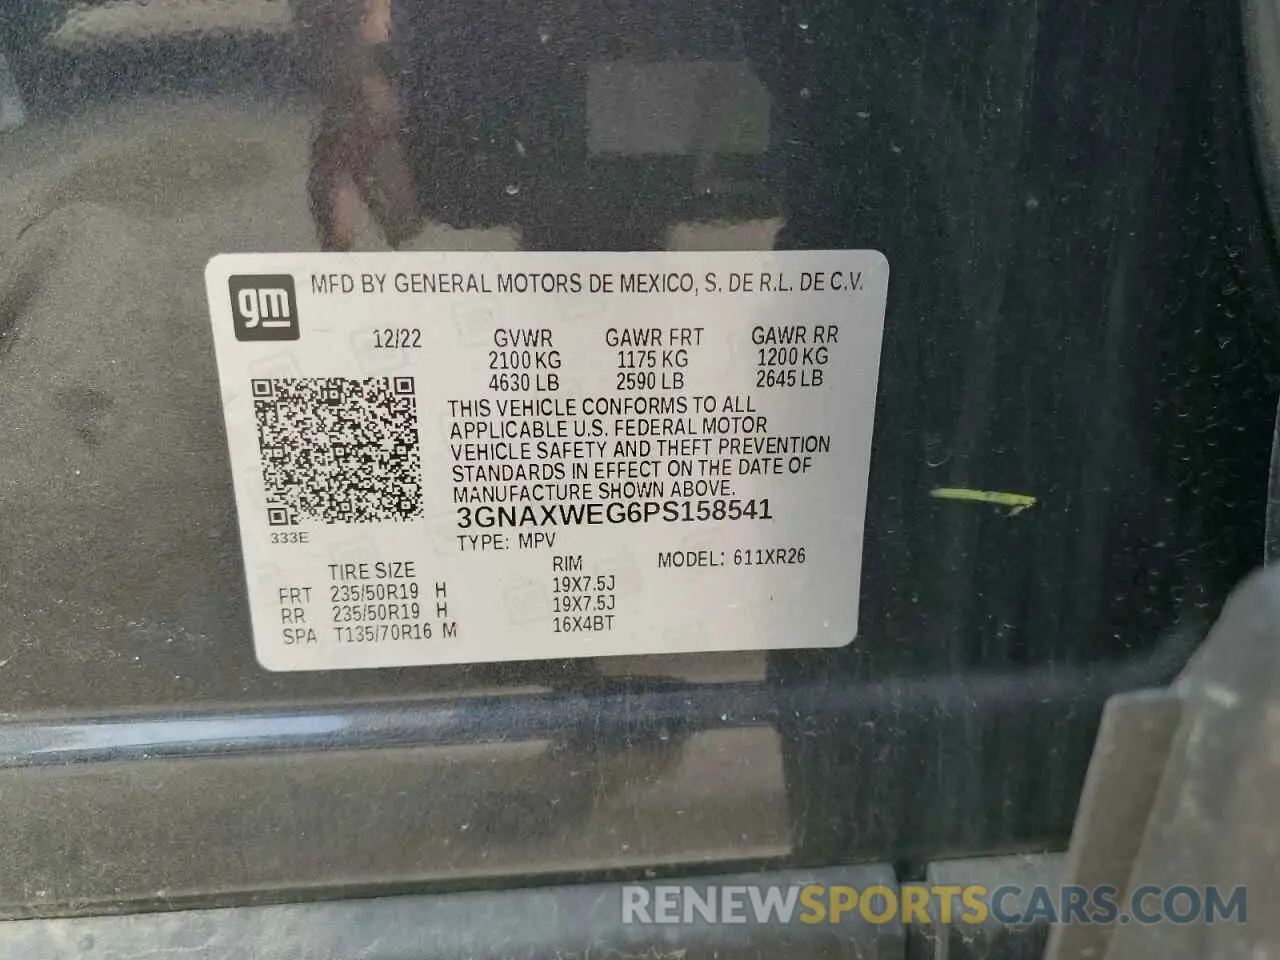 gm MFD BY GENERAL MOTORS DE MEXICO, S. DE R.L. DE C.V.
12/22 GVWR GAWR FRT GAWR RR
2100 KG 1175 KG 1200 KG
4630 LB 2590 LB 2645 LB
THIS VEHICLE CONFORMS TO ALL
APPLICABLE U.S. FEDERAL MOTOR
VEHICLE SAFETY AND THEFT PREVENTION
STANDARDS IN EFFECT ON THE DATE OF
MANUFACTURE SHOWN ABOVE.
3GNAXWEG6PS158541
333E
TYPE: MPV
MODEL: 611XR26
TIRE SIZE RIM
FRT 235/50R19 H 19X7.5J
RR 235/50R19 H 19X7.5J
SPA T135/70R16 M 16X4BT
RENEWSPORTSCARS.COM